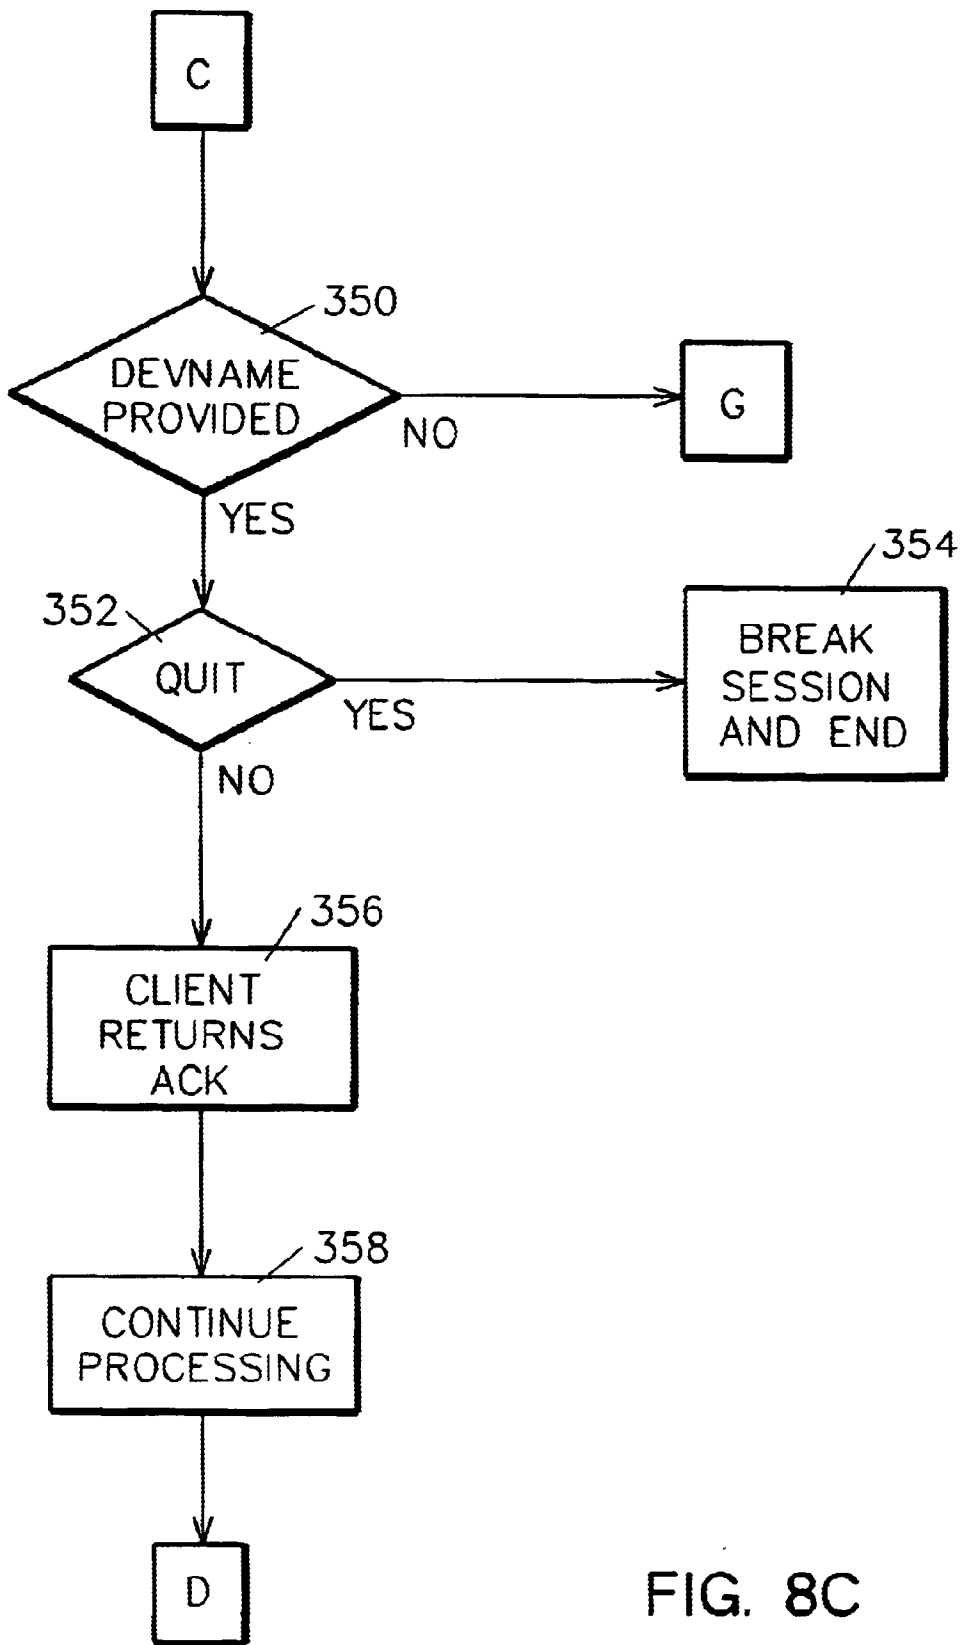 C
350
DEVNAME
PROVIDED
NO
G
YES
354
352
QUIT
YES
BREAK
SESSION
AND END
NO
356
CLIENT
RETURNS
ACK
358
CONTINUE
PROCESSING
D
FIG. 8C